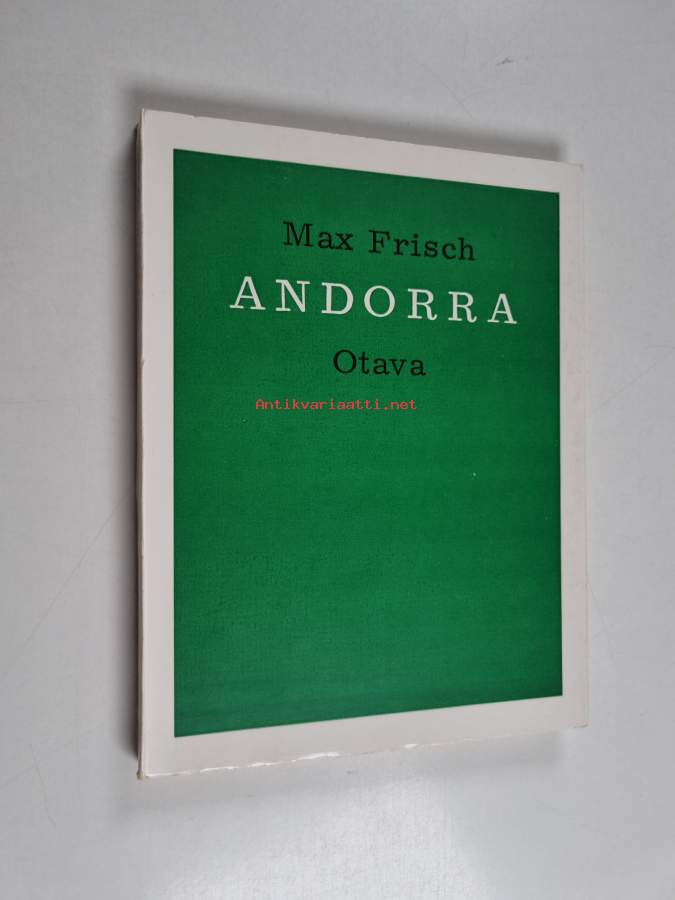 Max Frisch
ANDORRA
Otava
Antikvariaatti.net